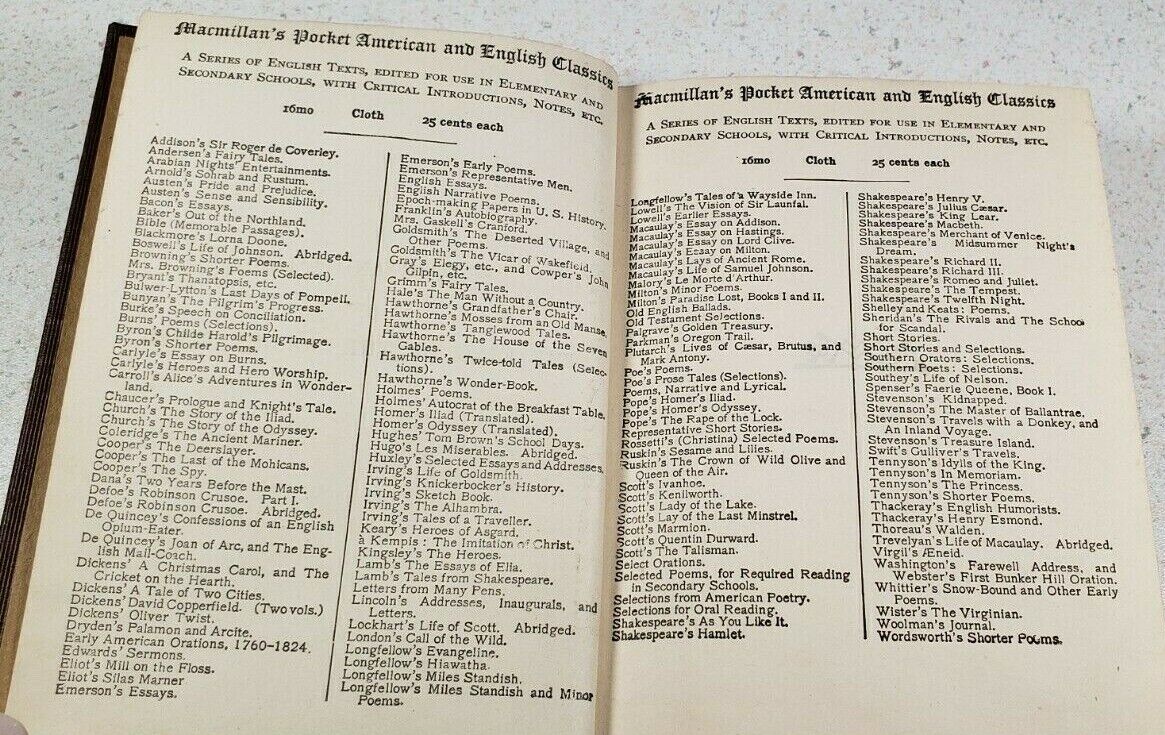 Macmillan's Pocket American and English Classics
A Series of English Texts, edited for use in Elementary and
Secondary Schools, with Critical Introductions, Notes, etc.
16mo Cloth 25 cents each
Addison's Sir Roger de Coverley.
Andersen's Fairy Tales.
Arabian Nights' Entertainments.
Arnold's Sohrab and Rustum.
Austen's Pride and Prejudice.
Austen's Sense and Sensibility.
Bacon's Essays.
Baker's Out of the Northland.
Bible (Memorable Passages).
Blackmore's Lorna Doone.
Boswell's Life of Johnson. Abridged.
Browning's Shorter Poems.
Mrs. Browning's Poems (Selected).
Bryant's Thanatopsis, etc.
Bulwer-Lytton's Last Days of Pompeii.
Bunyan's The Pilgrim's Progress.
Burke's Speech on Conciliation.
Burns' Poems (Selections).
Byron's Childe Harold's Pilgrimage.
Byron's Shorter Poems.
Carlyle's Essay on Burns.
Carlyle's Heroes and Hero Worship.
Carroll's Alice's Adventures in Wonder-
land.
Chaucer's Prologue and Knight's Tale.
Church's The Story of the Iliad.
Church's The Story of the Odyssey.
Coleridge's The Ancient Mariner.
Cooper's The Deerslayer.
Cooper's The Last of the Mohicans.
Cooper's The Spy.
Dana's Two Years Before the Mast.
Defoe's Robinson Crusoe. Part I.
Defoe's Robinson Crusoe. Abridged.
De Quincey's Confessions of an English
Opium-Eater.
De Quincey's Joan of Arc, and The Eng-
lish Mail-Coach.
Dickens' A Christmas Carol, and The
Cricket on the Hearth.
Dickens' A Tale of Two Cities.
Dickens' David Copperfield. (Two vols.)
Dickens' Oliver Twist.
Dryden's Palamon and Arcite.
Early American Orations, 1760-1824.
Edwards' Sermons.
Eliot's Mill on the Floss.
Eliot's Silas Marner
Emerson's Essays.
Emerson's Early Poems.
Emerson's Representative Men.
English Essays.
English Narrative Poems.
Epoch-making Papers in U. S. History.
Franklin's Autobiography.
Mrs. Gaskell's Cranford.
Goldsmith's The Deserted Village, and
Other Poems.
Goldsmith's The Vicar of Wakefield.
Gray's Elegy, etc., and Cowper's John
Gilpin, etc.
Grimm's Fairy Tales.
Hale's The Man Without a Country.
Hawthorne's Grandfather's Chair.
Hawthorne's Mosses from an Old Manse.
Hawthorne's Tanglewood Tales.
Hawthorne's The House of the Seven
Gables.
Hawthorne's Twice-told Tales (Selec-
tions).
Hawthorne's Wonder-Book.
Holmes' Poems.
Holmes' Autocrat of the Breakfast Table.
Homer's Iliad (Translated).
Homer's Odyssey (Translated).
Hughes' Tom Brown's School Days.
Hugo's Les Miserables. Abridged.
Huxley's Selected Essays and Addresses.
Irving's Life of Goldsmith.
Irving's Knickerbocker's History.
Irving's Sketch Book.
Irving's The Alhambra.
Irving's Tales of a Traveller.
Keary's Heroes of Asgard.
à Kempis: The Imitation of Christ.
Kingsley's The Heroes.
Lamb's The Essays of Elia.
Lamb's Tales from Shakespeare.
Letters from Many Pens.
Lincoln's Addresses, Inaugurals, and
Letters.
Lockhart's Life of Scott. Abridged.
London's Call of the Wild.
Longfellow's Evangeline.
Longfellow's Hiawatha.
Longfellow's Miles Standish.
Longfellow's Miles Standish and Minor
Poems.
Macmillan's Pocket American and English Classics
A Series of English Texts, edited for use in Elementary and
Secondary Schools, with Critical Introductions, Notes, etc.
16mo Cloth 25 cents each
Longfellow's Tales of a Wayside Inn.
Lowell's The Vision of Sir Launfal.
Lowell's Earlier Essays.
Macaulay's Essay on Addison.
Macaulay's Essay on Hastings.
Macaulay's Essay on Lord Clive.
Macaulay's Essay on Milton.
Macaulay's Lays of Ancient Rome.
Macaulay's Life of Samuel Johnson.
Malory's Le Morte d'Arthur.
Milton's Minor Poems.
Milton's Paradise Lost, Books I and II.
Old English Ballads.
Old Testament Selections.
Palgrave's Golden Treasury.
Parkman's Oregon Trail.
Plutarch's Lives of Cæsar, Brutus, and
Mark Antony.
Poe's Poems.
Poe's Prose Tales (Selections).
Poems, Narrative and Lyrical.
Pope's Homer's Iliad.
Pope's Homer's Odyssey.
Pope's The Rape of the Lock.
Representative Short Stories.
Rossetti's (Christina) Selected Poems.
Ruskin's Sesame and Lilies.
Ruskin's The Crown of Wild Olive and
Queen of the Air.
Scott's Ivanhoe.
Scott's Kenilworth.
Scott's Lady of the Lake.
Scott's Lay of the Last Minstrel.
Scott's Marmion.
Scott's Quentin Durward.
Scott's The Talisman.
Select Orations.
Selected Poems, for Required Reading
in Secondary Schools.
Selections from American Poetry.
Selections for Oral Reading.
Shakespeare's As You Like It.
Shakespeare's Hamlet.
Shakespeare's Henry V.
Shakespeare's Julius Cæsar.
Shakespeare's King Lear.
Shakespeare's Macbeth.
Shakespeare's Merchant of Venice.
Shakespeare's Midsummer Night's
Dream.
Shakespeare's Richard II.
Shakespeare's Richard III.
Shakespeare's Romeo and Juliet.
Shakespeare's The Tempest.
Shakespeare's Twelfth Night.
Shelley and Keats: Poems.
Sheridan's The Rivals and The School
for Scandal.
Short Stories.
Short Stories and Selections.
Southern Orators: Selections.
Southern Poets: Selections.
Southey's Life of Nelson.
Spenser's Faerie Queene, Book I.
Stevenson's Kidnapped.
Stevenson's The Master of Ballantrae.
Stevenson's Travels with a Donkey, and
An Inland Voyage.
Stevenson's Treasure Island.
Swift's Gulliver's Travels.
Tennyson's Idylls of the King.
Tennyson's In Memoriam.
Tennyson's The Princess.
Tennyson's Shorter Poems.
Thackeray's English Humorists.
Thackeray's Henry Esmond.
Thoreau's Walden.
Trevelyan's Life of Macaulay. Abridged.
Virgil's Æneid.
Washington's Farewell Address, and
Webster's First Bunker Hill Oration.
Whittier's Snow-Bound and Other Early
Poems.
Wister's The Virginian.
Woolman's Journal.
Wordsworth's Shorter Poems.